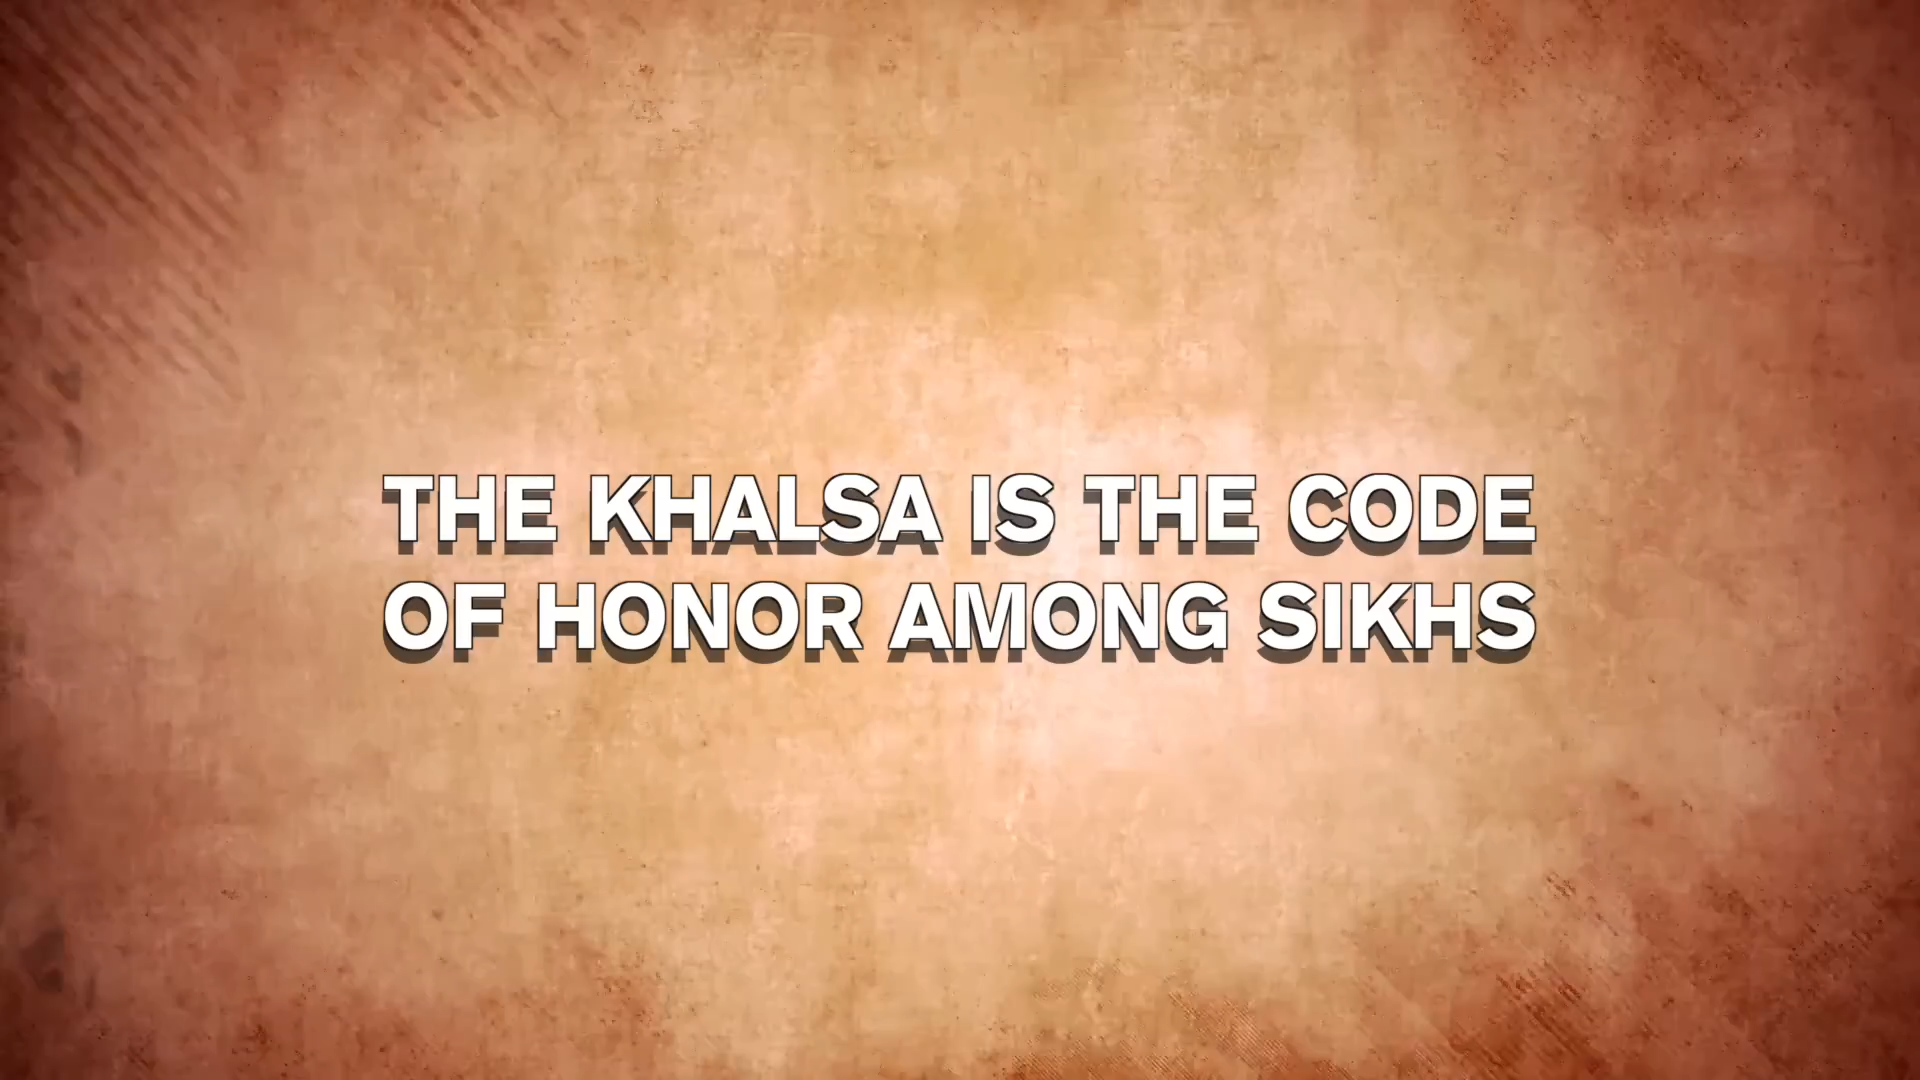 THE KHALSA IS THE CODE
OF HONOR AMONG SIKHS